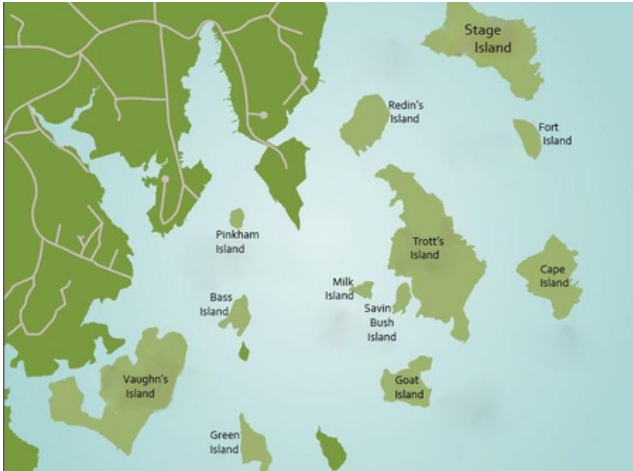 Stage
Island
Redin's
Island
Fort
Island
Pinkham
Island
Trott's
Island
Cape
Island
Milk
Island
Bass
Island
Savin
Bush
Island
Vaughn's
Island
Goat
Island
Green
Island